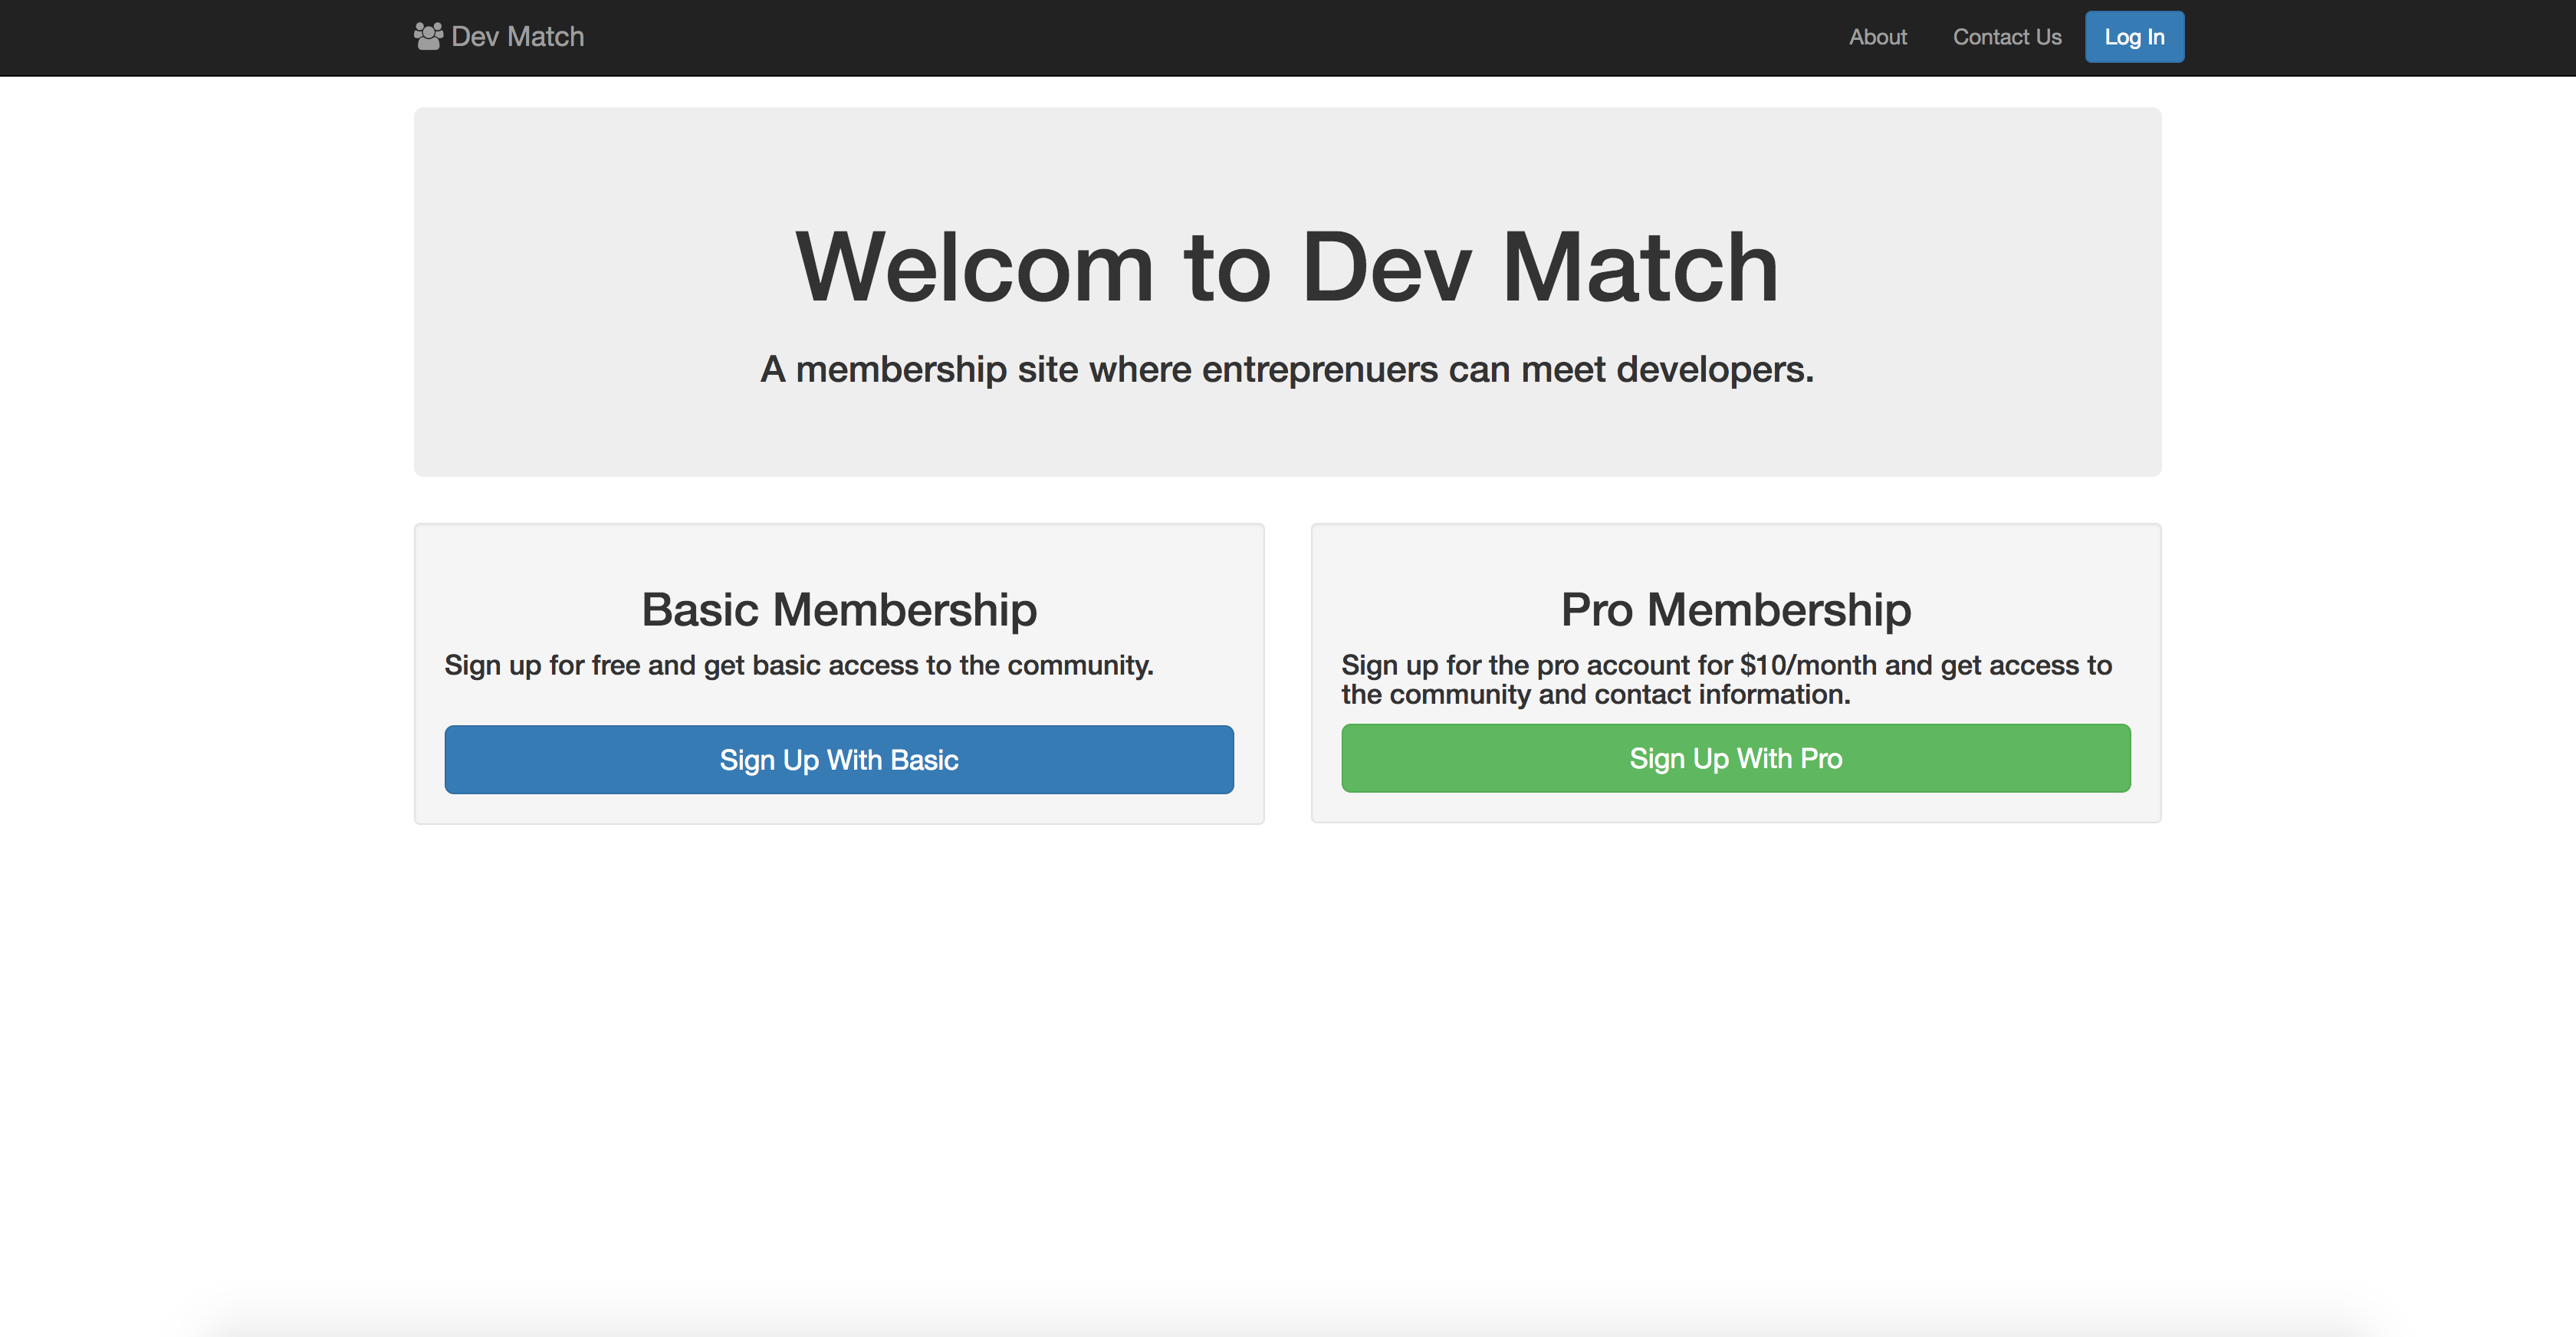 Dev Match
About
Contact Us
Log In
Welcom to Dev Match
A membership site where entreprenuers can meet developers.
Basic Membership
Sign up for free and get basic access to the community.
Sign Up With Basic
Pro Membership
Sign up for the pro account for $10/month and get access to
the community and contact information.
Sign Up With Pro